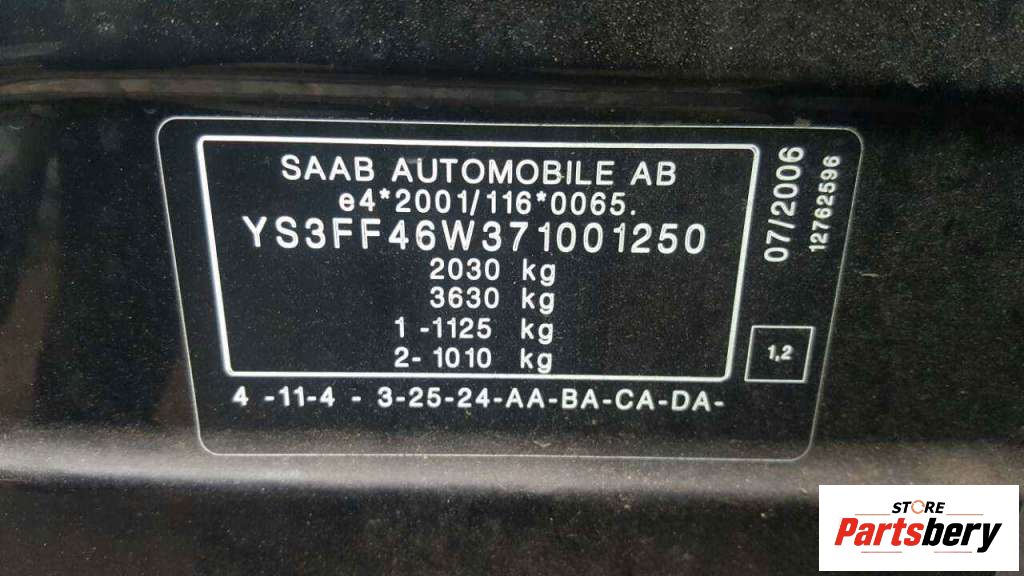 SAAB AUTOMOBILE AB
e4*2001/116*0065.
YS3FF46W371001250
2030 kg
3630 kg
1 -1125 kg
2- 1010 kg
4 -11-4 - 3-25-24-AA-BA-CA-DA-
07/2006
12762596
1,2
STORE
Partsbery